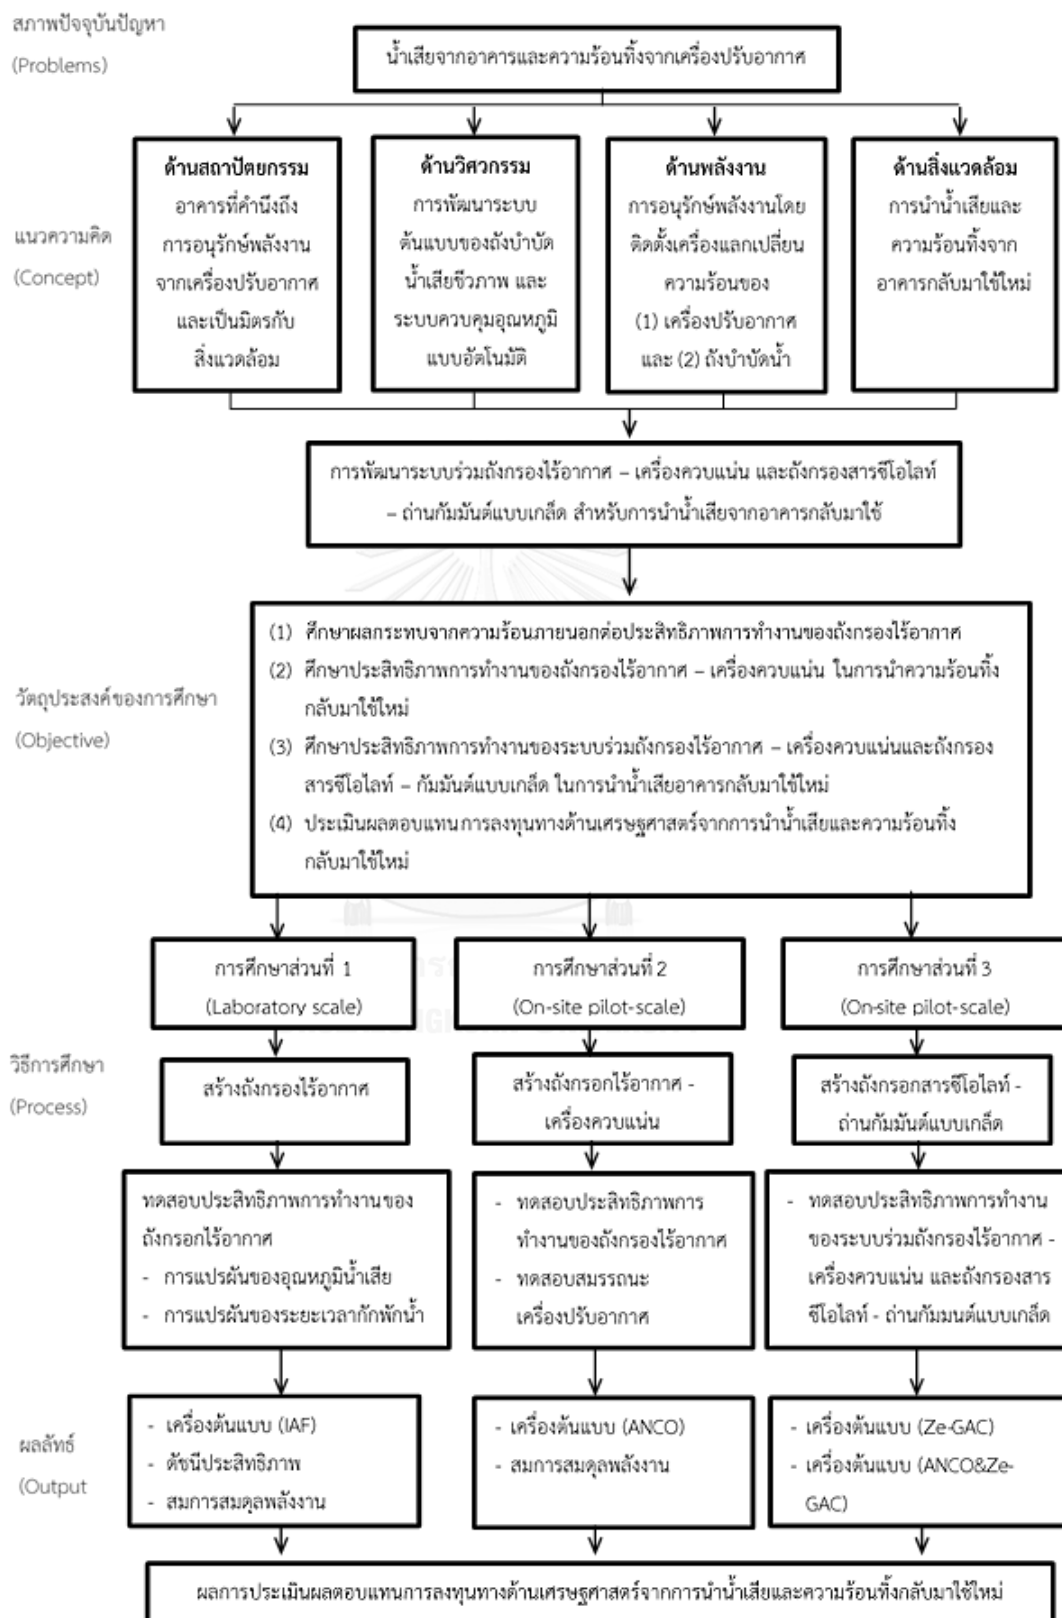 สภาพปัจจุบันปัญหา
(Problems)
น้ำเสียจากอาคารและความร้อนทิ้งจากเครื่องปรับอากาศ
แนวความคิด
(Concept)
ด้านสถาปัตยกรรม
อาคารที่คำนึงถึง
การอนุรักษ์พลังงาน
จากเครื่องปรับอากาศ
และเป็นมิตรกับ
สิ่งแวดล้อม
ด้านวิศวกรรม
การพัฒนาระบบ
ต้นแบบของถังบำบัด
น้ำเสียชีวภาพ และ
ระบบควบคุมอุณหภูมิ
แบบอัตโนมัติ
ด้านพลังงาน
การอนุรักษ์พลังงานโดย
ติดตั้งเครื่องแลกเปลี่ยน
ความร้อนของ
(1) เครื่องปรับอากาศ
และ (2) ถังบำบัดน้ำ
ด้านสิ่งแวดล้อม
การนำน้ำเสียและ
ความร้อนทิ้งจาก
อาคารกลับมาใช้ใหม่
การพัฒนาระบบร่วมถังกรองไร้อากาศ – เครื่องควบแน่น และถังกรองสารซีโอไลท์
– ถ่านกัมมันต์แบบเกล็ด สำหรับการนำน้ำเสียจากอาคารกลับมาใช้
วัตถุประสงค์ของการศึกษา
(Objective)
(1) ศึกษาผลกระทบจากความร้อนภายนอกต่อประสิทธิภาพการทำงานของถังกรองไร้อากาศ
(2) ศึกษาประสิทธิภาพการทำงานของถังกรองไร้อากาศ – เครื่องควบแน่น ในการนำความร้อนทิ้ง
กลับมาใช้ใหม่
(3) ศึกษาประสิทธิภาพการทำงานของระบบร่วมถังกรองไร้อากาศ – เครื่องควบแน่นและถังกรอง
สารซีโอไลท์ – กัมมันต์แบบเกล็ด ในการนำน้ำเสียอาคารกลับมาใช้ใหม่
(4) ประเมินผลตอบแทนการลงทุนทางด้านเศรษฐศาสตร์จากการนำน้ำเสียและความร้อนทิ้ง
กลับมาใช้ใหม่
วิธีการศึกษา
(Process)
การศึกษาส่วนที่ 1
(Laboratory scale)
การศึกษาส่วนที่ 2
(On-site pilot-scale)
การศึกษาส่วนที่ 3
(On-site pilot-scale)
สร้างถังกรองไร้อากาศ
สร้างถังกรอกไร้อากาศ -
เครื่องควบแน่น
สร้างถังกรอกสารซีโอไลท์ -
ถ่านกัมมันต์แบบเกล็ด
ทดสอบประสิทธิภาพการทำงานของ
ถังกรอกไร้อากาศ
- การแปรผันของอุณหภูมิน้ำเสีย
- การแปรผันของระยะเวลากักพักน้ำ
- ทดสอบประสิทธิภาพการ
ทำงานของถังกรองไร้อากาศ
- ทดสอบสมรรถนะ
เครื่องปรับอากาศ
- ทดสอบประสิทธิภาพการทำงาน
ของระบบร่วมถังกรองไร้อากาศ -
เครื่องควบแน่น และถังกรองสาร
ซีโอไลท์ - ถ่านกัมมนต์แบบเกล็ด
ผลลัทธ์
(Output
- เครื่องต้นแบบ (IAF)
- ดัชนีประสิทธิภาพ
- สมการสมดุลพลังงาน
- เครื่องต้นแบบ (ANCO)
- สมการสมดุลพลังงาน
- เครื่องต้นแบบ (Ze-GAC)
- เครื่องต้นแบบ (ANCO&Ze-
GAC)
ผลการประเมินผลตอบแทนการลงทุนทางด้านเศรษฐศาสตร์จากการนำน้ำเสียและความร้อนทิ้งกลับมาใช้ใหม่